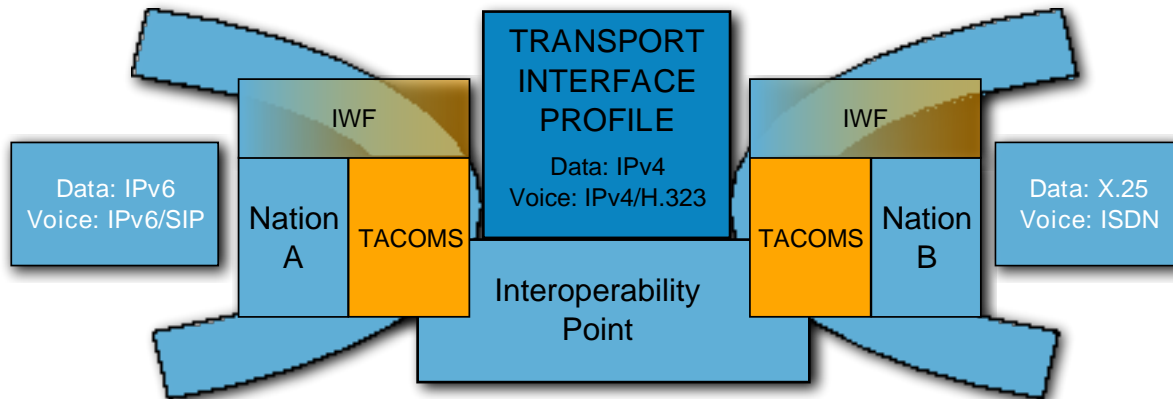 TRANSPORT
INTERFACE
PROFILE
Data: IPv4
Voice: IPv4/H.323
IWF
IWF
Data: IPv6
Voice: IPv6/SIP
Nation
A
TACOMS
TACOMS
Nation
B
Data: X.25
Voice: ISDN
Interoperability
Point